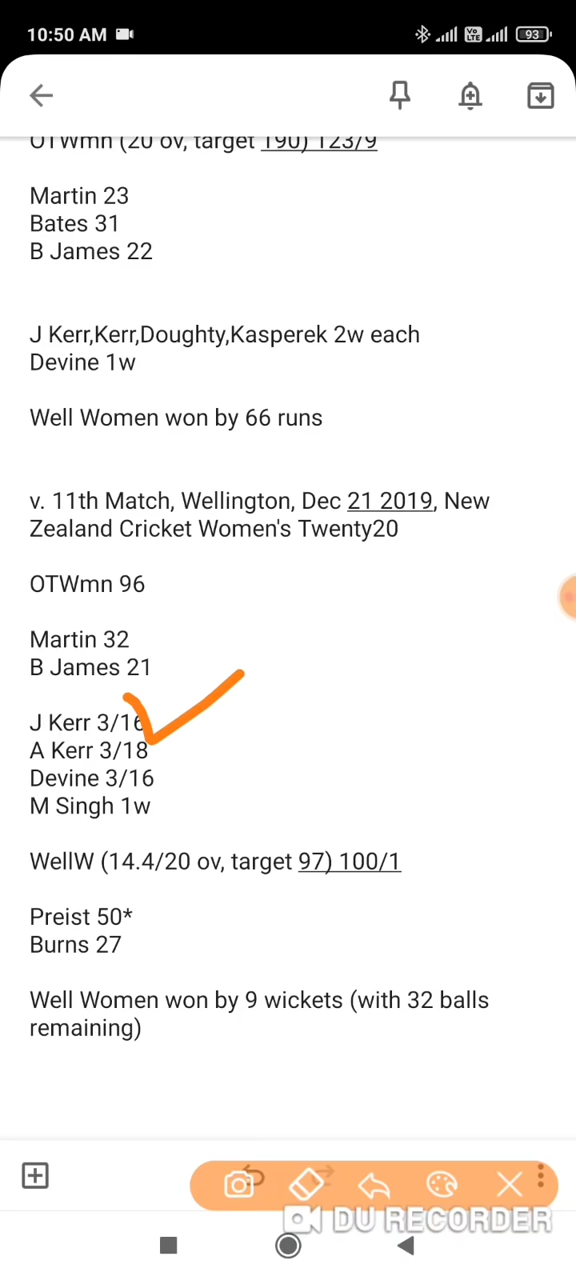 10:50 AM
Vo LTE
93
OTWmn (20 ov, target 190) 123/9
Martin 23
Bates 31
B James 22
J Kerr,Kerr,Doughty,Kasperek 2w each
Devine 1w
Well Women won by 66 runs
v. 11th Match, Wellington, Dec 21 2019, New
Zealand Cricket Women's Twenty20
OTWmn 96
Martin 32
B James 21
J Kerr 3/16
A Kerr 3/18
Devine 3/16
M Singh 1w
WellW (14.4/20 ov, target 97) 100/1
Preist 50*
Burns 27
Well Women won by 9 wickets (with 32 balls
remaining)
DU RECORDER